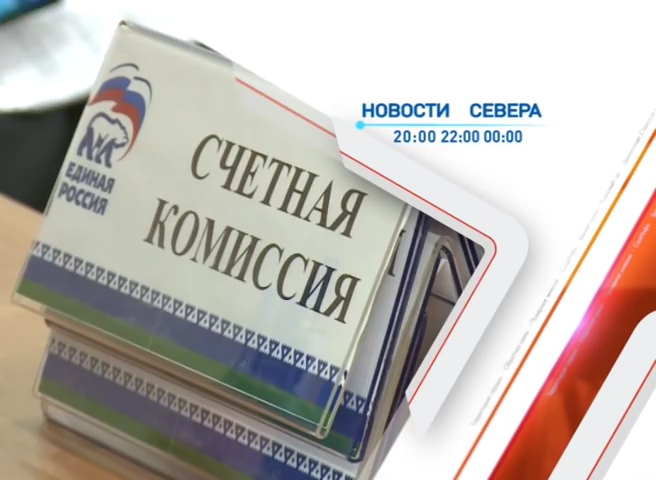 НОВОСТИ СЕВЕРА
20:00 22:00 00:00
ЕДИНАЯ
РОССИЯ
СЧЕТНАЯ
КОМИССИЯ